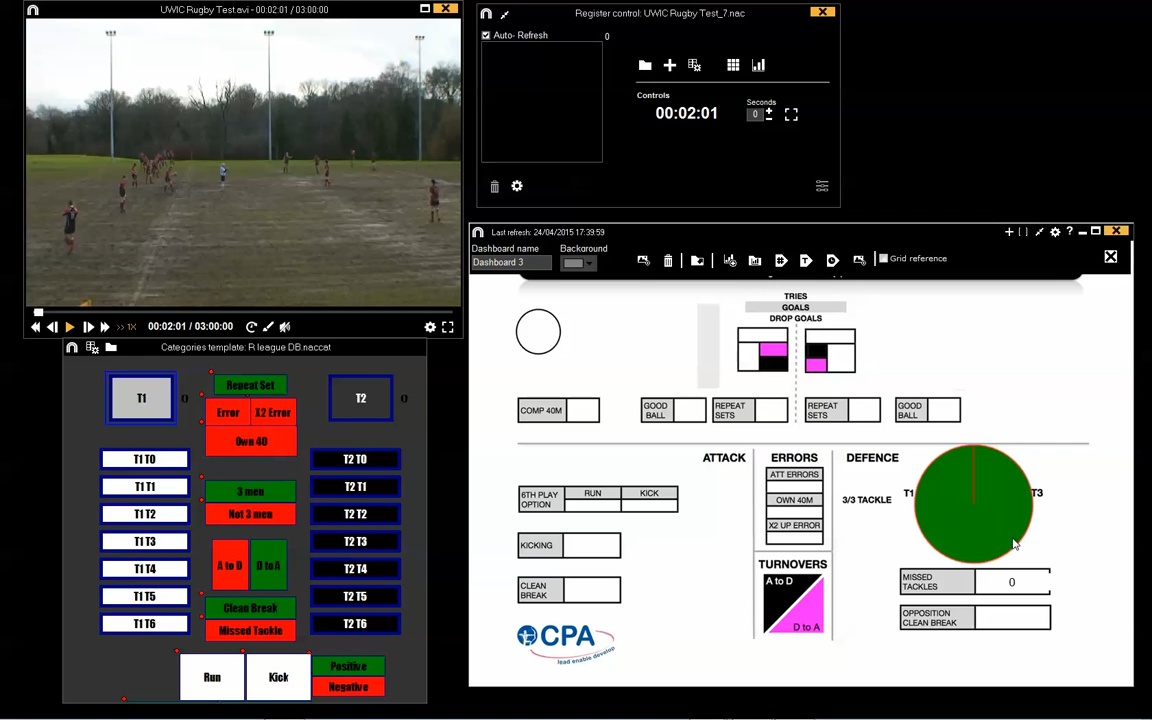 UWIC Rugby Test.avi - 00:02:01 / 03:00:00
1X 00:02:01 / 03:00:00
Register control: UWIC Rugby Test_7.nac
Auto- Refresh 0
Controls
00:02:01
Seconds
0
Categories template: R league DB.naccat
T1 0
Repeat Set
T2 0
Error X2 Error
Own 40
T1 T0
T2 T0
T1 T1
3 men
T2 T1
T1 T2
Not 3 men
T2 T2
T1 T3
T2 T3
T1 T4
A to D D to A
T2 T4
T1 T5
T2 T5
Clean Break
T1 T6
Missed Tackle
T2 T6
Run Kick
Positive
Negative
Last refresh: 24/04/2015 17:39:59
Dashboard name Background
Dashboard 3
Grid reference
TRIES
GOALS
DROP GOALS
COMP 40M
GOOD BALL
REPEAT SETS
REPEAT SETS
GOOD BALL
ATTACK
ERRORS
DEFENCE
ATT ERRORS
OWN 40M
X2 UP ERROR
6TH PLAY OPTION
RUN KICK
3/3 TACKLE
T1 T3
KICKING
CLEAN BREAK
TURNOVERS
A to D
D to A
MISSED TACKLES 0
OPPOSITION CLEAN BREAK
CPA
lead enable develop